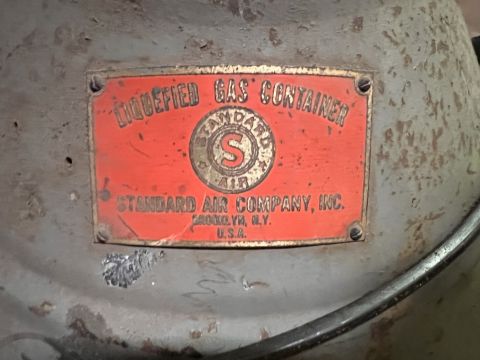 LIQUEFIED GAS CONTAINER
STANDARD
S
AIR
STANDARD AIR COMPANY, INC.
BROOKLYN, N.Y.
U.S.A.